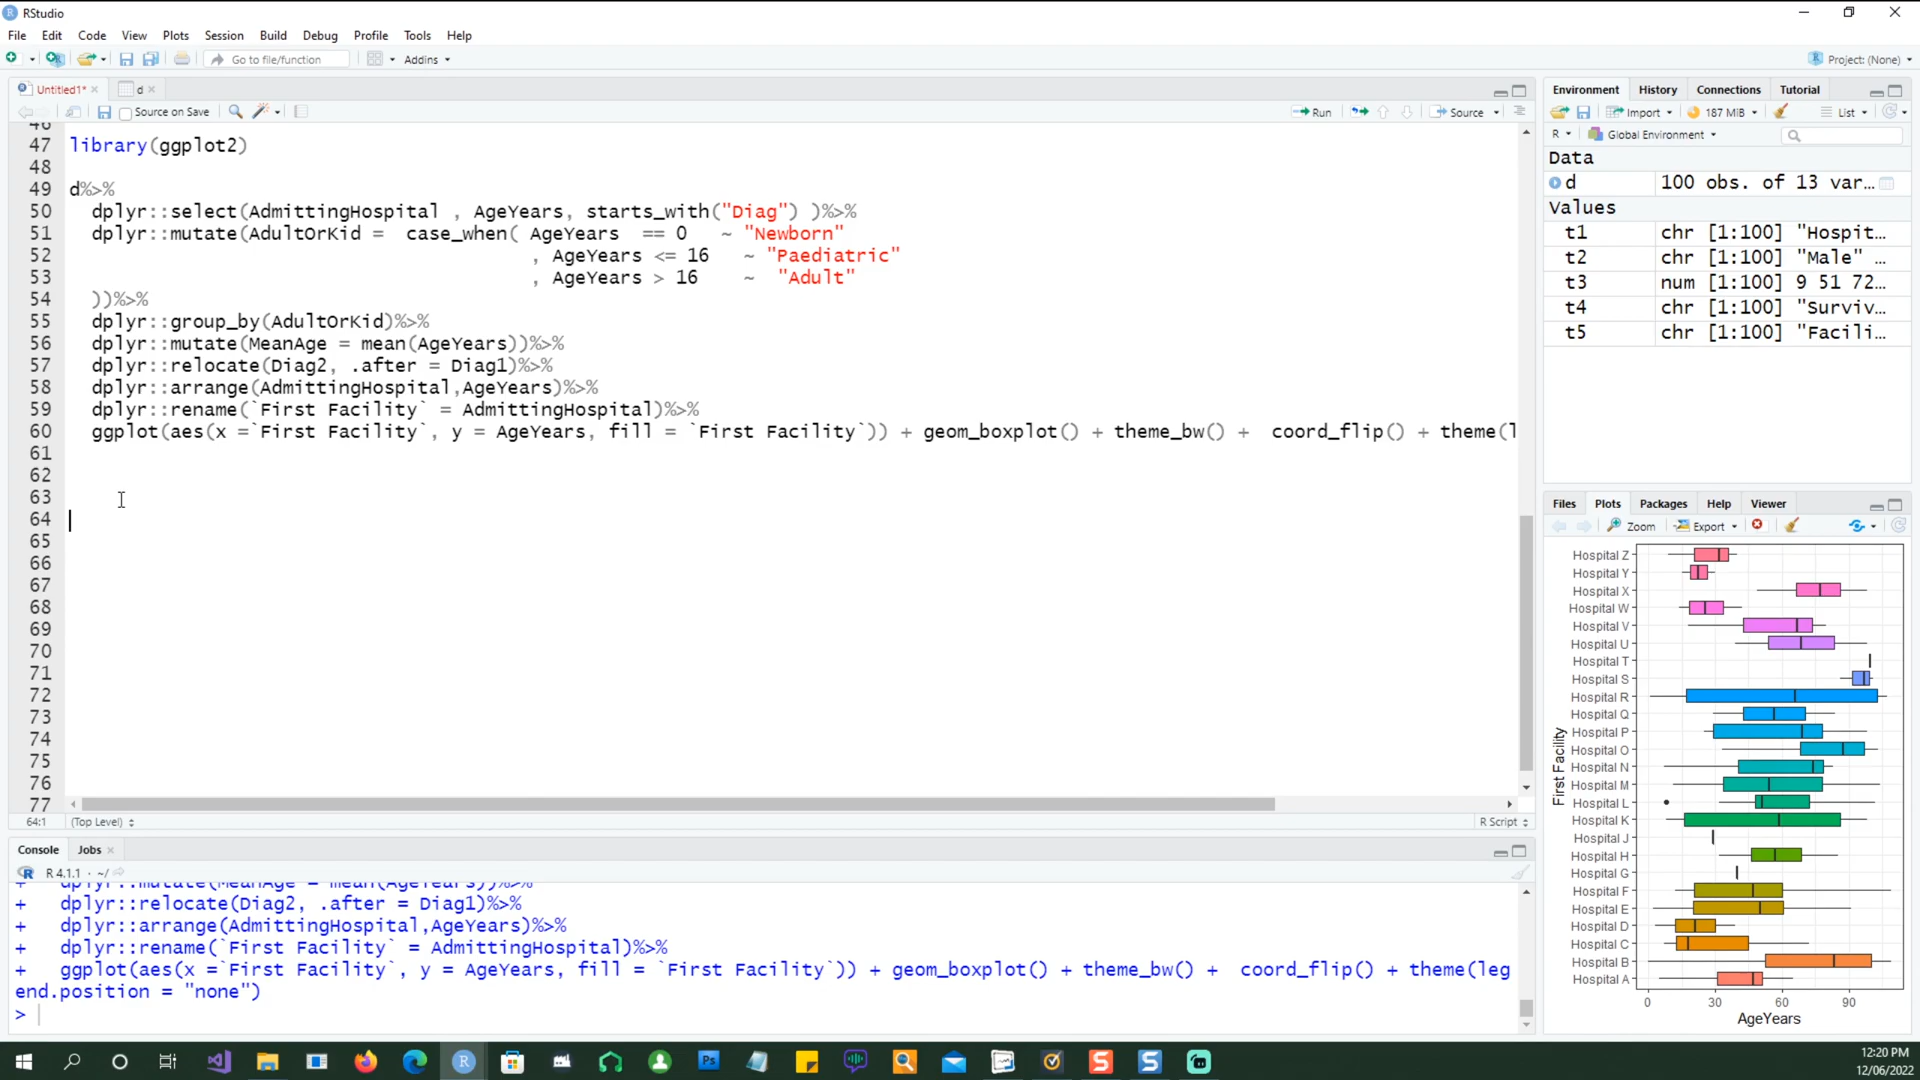 RStudio
File Edit Code View Plots Session Build Debug Profile Tools Help
Go to file/function Addins Project: (None)
Untitled1* d
Source on Save Run Source
46
47 library(ggplot2)
48
49 d%>%
50 dplyr::select(AdmittingHospital , AgeYears, starts_with("Diag") )%>%
51 dplyr::mutate(AdultOrKid = case_when( AgeYears == 0 ~ "Newborn"
52 , AgeYears <= 16 ~ "Paediatric"
53 , AgeYears > 16 ~ "Adult"
54 ))%>%
55 dplyr::group_by(AdultOrKid)%>%
56 dplyr::mutate(MeanAge = mean(AgeYears))%>%
57 dplyr::relocate(Diag2, .after = Diag1)%>%
58 dplyr::arrange(AdmittingHospital,AgeYears)%>%
59 dplyr::rename(`First Facility` = AdmittingHospital)%>%
60 ggplot(aes(x =`First Facility`, y = AgeYears, fill = `First Facility`)) + geom_boxplot() + theme_bw() + coord_flip() + theme(l
61
62
63
64
65
66
67
68
69
70
71
72
73
74
75
76
77
64:1 (Top Level) R Script
Console Jobs
R 4.1.1 · ~/
+ dplyr::mutate(MeanAge = mean(AgeYears))%>%
+ dplyr::relocate(Diag2, .after = Diag1)%>%
+ dplyr::arrange(AdmittingHospital,AgeYears)%>%
+ dplyr::rename(`First Facility` = AdmittingHospital)%>%
+ ggplot(aes(x =`First Facility`, y = AgeYears, fill = `First Facility`)) + geom_boxplot() + theme_bw() + coord_flip() + theme(leg
end.position = "none")
>
Environment History Connections Tutorial
Import 187 MiB List
R Global Environment
Data
d 100 obs. of 13 var…
Values
t1 chr [1:100] "Hospit…
t2 chr [1:100] "Male" …
t3 num [1:100] 9 51 72…
t4 chr [1:100] "Surviv…
t5 chr [1:100] "Facili…
Files Plots Packages Help Viewer
Zoom Export
Hospital Z
Hospital Y
Hospital X
Hospital W
Hospital V
Hospital U
Hospital T
Hospital S
Hospital R
Hospital Q
Hospital P
Hospital O
Hospital N
Hospital M
Hospital L
Hospital K
Hospital J
Hospital H
Hospital G
Hospital F
Hospital E
Hospital D
Hospital C
Hospital B
Hospital A
First Facility
0 30 60 90
AgeYears
12:20 PM
12/06/2022